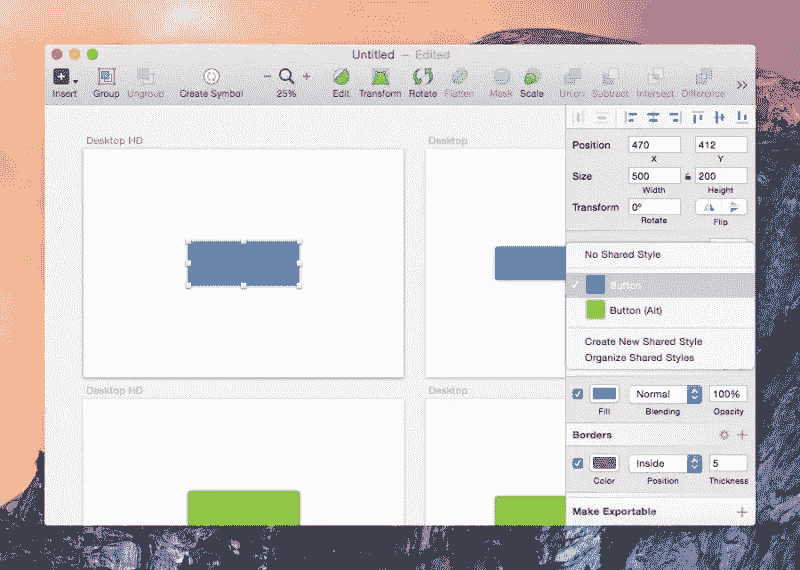 Untitled — Edited
Insert Group Ungroup Create Symbol 25% Edit Transform Rotate Flatten Mask Scale Union Subtract Intersect Difference
Desktop HD
Desktop
Position 470 412
X Y
Size 500 200
Width Height
Transform 0°
Rotate Flip
No Shared Style
Button
Button (Alt)
Create New Shared Style
Organize Shared Styles
Desktop HD
Desktop
Normal 100%
Fill Blending Opacity
Borders
Inside 5
Color Position Thickness
Make Exportable